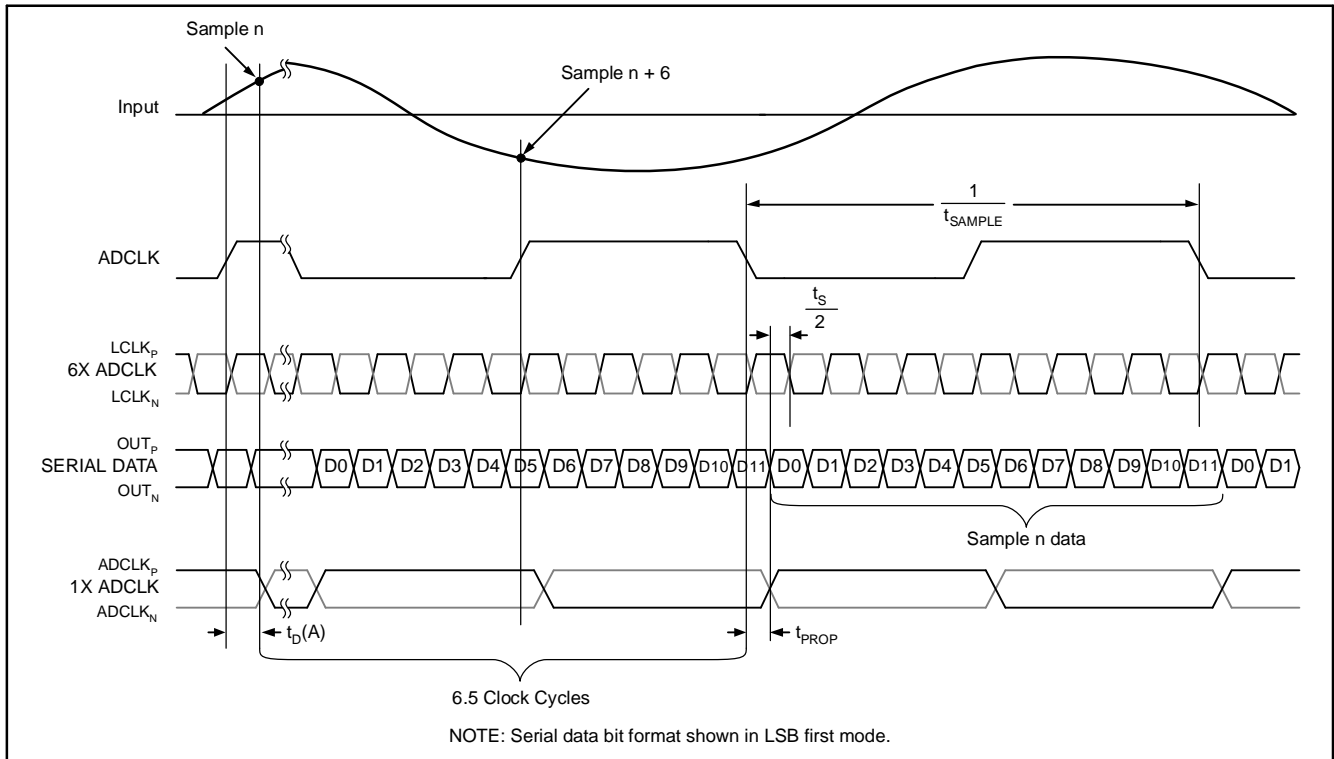 Sample n
Sample n + 6
Input
1
tSAMPLE
ADCLK
tS
2
LCLKP
6X ADCLK
LCLKN
OUTP
SERIAL DATA
OUTN
D0 D1 D2 D3 D4 D5 D6 D7 D8 D9 D10 D11 D0 D1 D2 D3 D4 D5 D6 D7 D8 D9 D10 D11 D0 D1
Sample n data
ADCLKP
1X ADCLK
ADCLKN
tD(A)
tPROP
6.5 Clock Cycles
NOTE: Serial data bit format shown in LSB first mode.